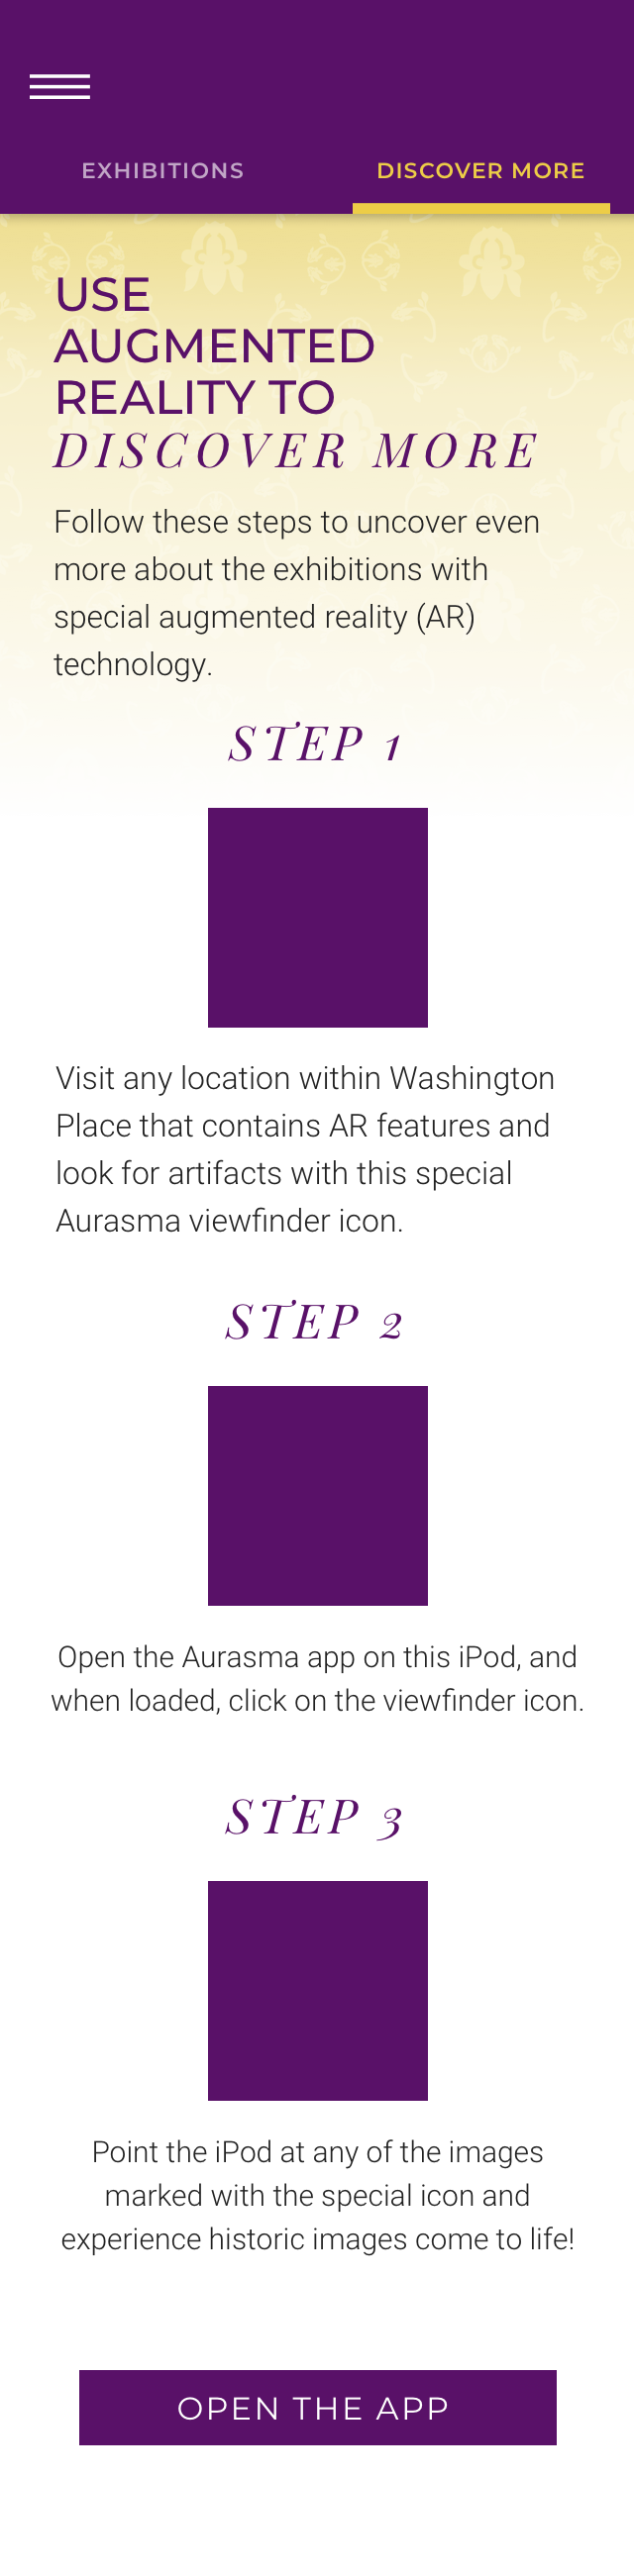 EXHIBITIONS
DISCOVER MORE
USE
AUGMENTED
REALITY TO
DISCOVER MORE
Follow these steps to uncover even
more about the exhibitions with
special augmented reality (AR)
technology.
STEP 1
Visit any location within Washington
Place that contains AR features and
look for artifacts with this special
Aurasma viewfinder icon.
STEP 2
Open the Aurasma app on this iPod, and
when loaded, click on the viewfinder icon.
STEP 3
Point the iPod at any of the images
marked with the special icon and
experience historic images come to life!
OPEN THE APP